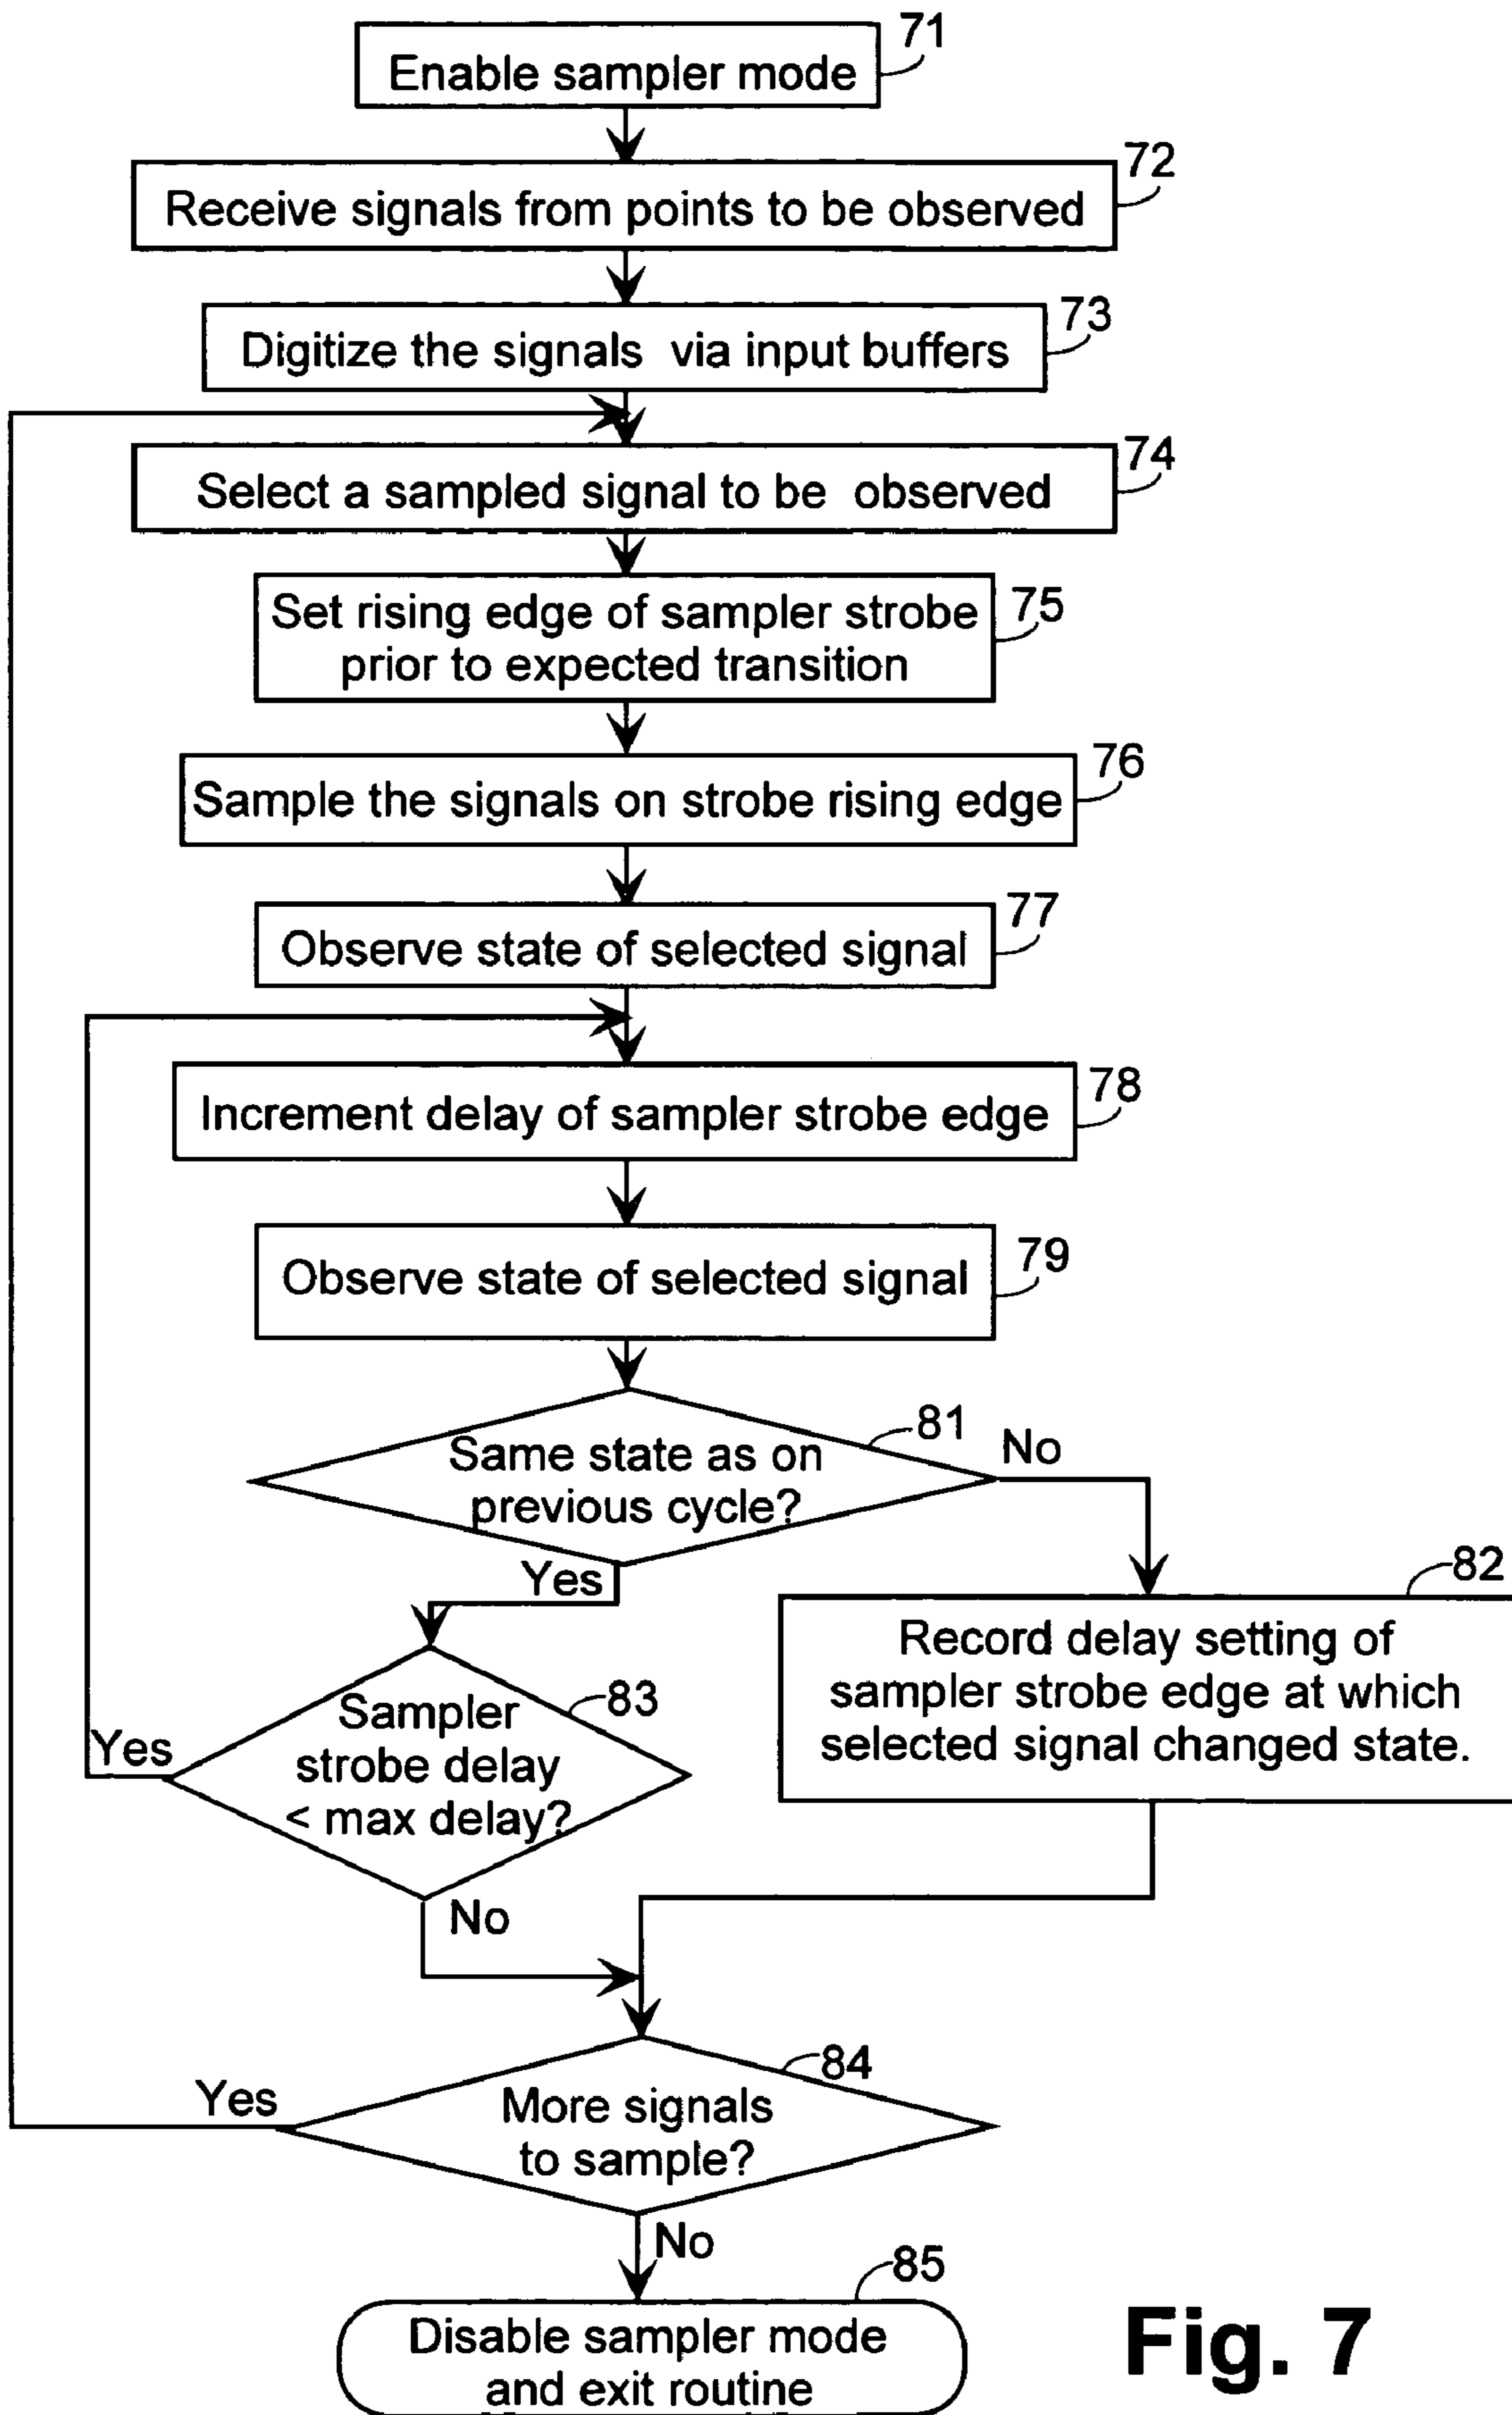 71
Enable sampler mode
72
Receive signals from points to be observed
73
Digitize the signals via input buffers
74
Select a sampled signal to be observed
75
Set rising edge of sampler strobe
prior to expected transition
76
Sample the signals on strobe rising edge
77
Observe state of selected signal
78
Increment delay of sampler strobe edge
79
Observe state of selected signal
81
Same state as on
previous cycle?
No
Yes
82
Record delay setting of
sampler strobe edge at which
selected signal changed state.
83
Sampler
strobe delay
< max delay?
Yes
No
84
More signals
to sample?
Yes
No
85
Disable sampler mode
and exit routine
Fig. 7